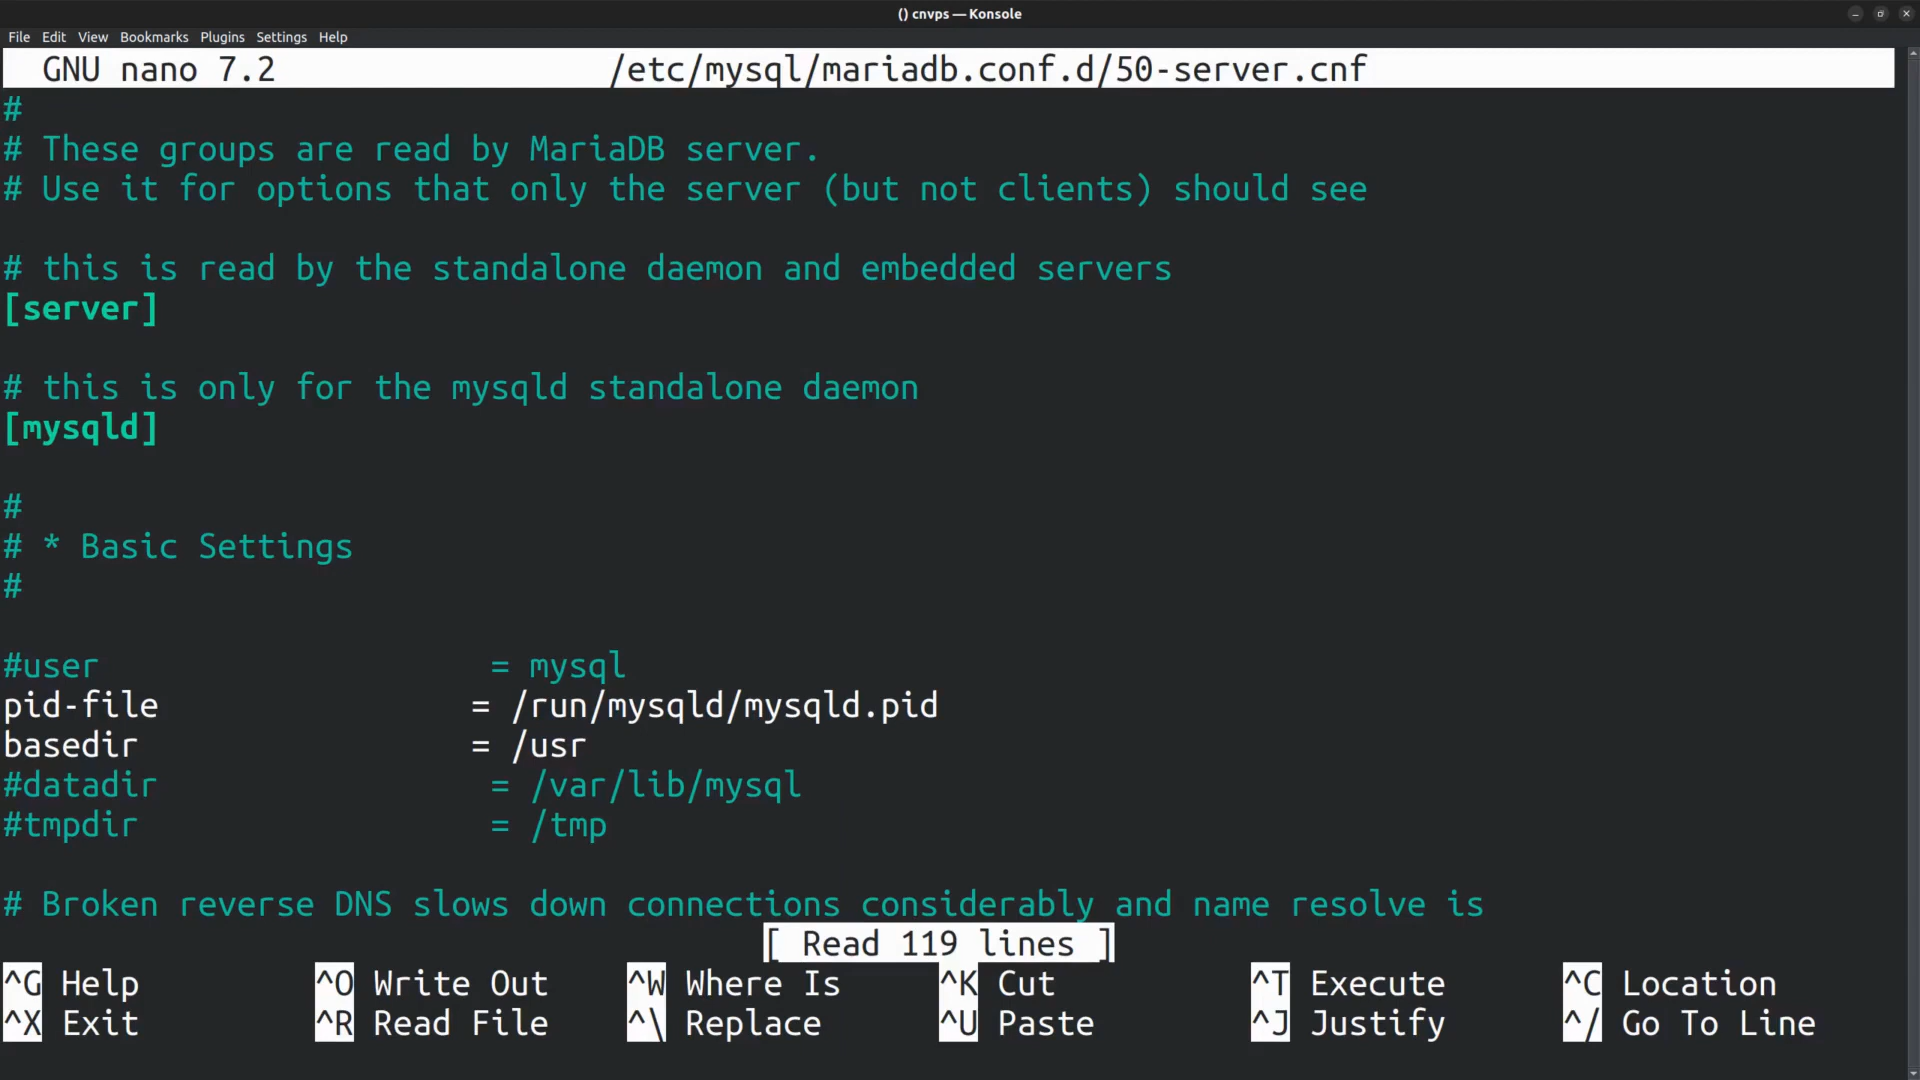 () cnvps — Konsole
File Edit View Bookmarks Plugins Settings Help
GNU nano 7.2 /etc/mysql/mariadb.conf.d/50-server.cnf
#
# These groups are read by MariaDB server.
# Use it for options that only the server (but not clients) should see
# this is read by the standalone daemon and embedded servers
[server]
# this is only for the mysqld standalone daemon
[mysqld]
#
# * Basic Settings
#
#user = mysql
pid-file = /run/mysqld/mysqld.pid
basedir = /usr
#datadir = /var/lib/mysql
#tmpdir = /tmp
# Broken reverse DNS slows down connections considerably and name resolve is
[ Read 119 lines ]
^G Help ^O Write Out ^W Where Is ^K Cut ^T Execute ^C Location
^X Exit ^R Read File ^\ Replace ^U Paste ^J Justify ^/ Go To Line